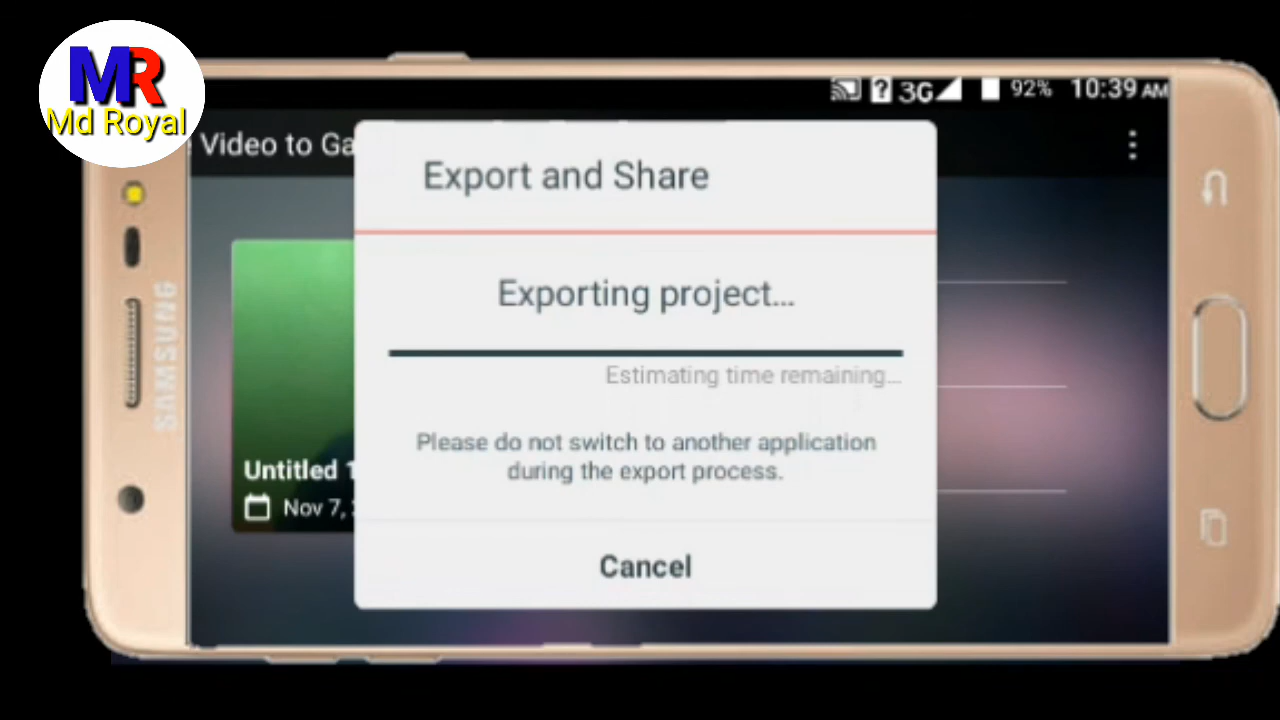 MR
Md Royal
3G 92% 10:39 AM
Video to Ga
Export and Share
Exporting project...
Estimating time remaining...
Please do not switch to another application
during the export process.
Cancel
Untitled 1
Nov 7,
SAMSUNG